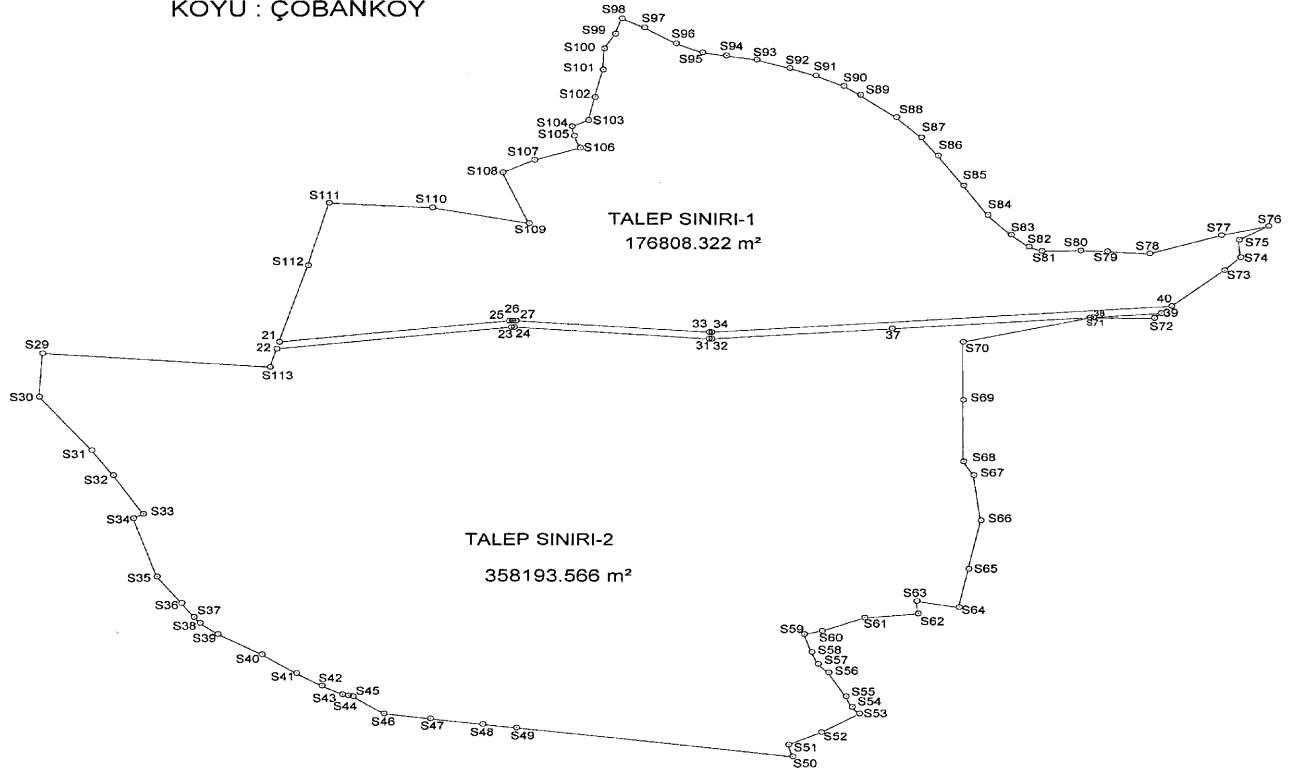 KÖYÜ : ÇOBANKÖY
S98
S97
S99
S96
S100
S95
S94
S93
S92
S91
S101
S90
S89
S102
S88
S104
S103
S105
S87
S106
S86
S107
S108
S85
S111
S110
S84
TALEP SINIRI-1
S109
S83
S77
S76
176808.322 m²
S82
S81
S80
S79
S78
S75
S74
S112
S73
40
26
25
27
33
34
38
39
21
23
24
37
S71
S72
22
31
32
S29
S70
S113
S30
S69
S31
S68
S32
S67
S33
S34
S66
TALEP SINIRI-2
358193.566 m²
S35
S65
S36
S63
S64
S37
S38
S62
S61
S39
S59
S60
S40
S58
S57
S41
S56
S42
S43
S45
S44
S55
S54
S46
S53
S47
S48
S49
S52
S51
S50